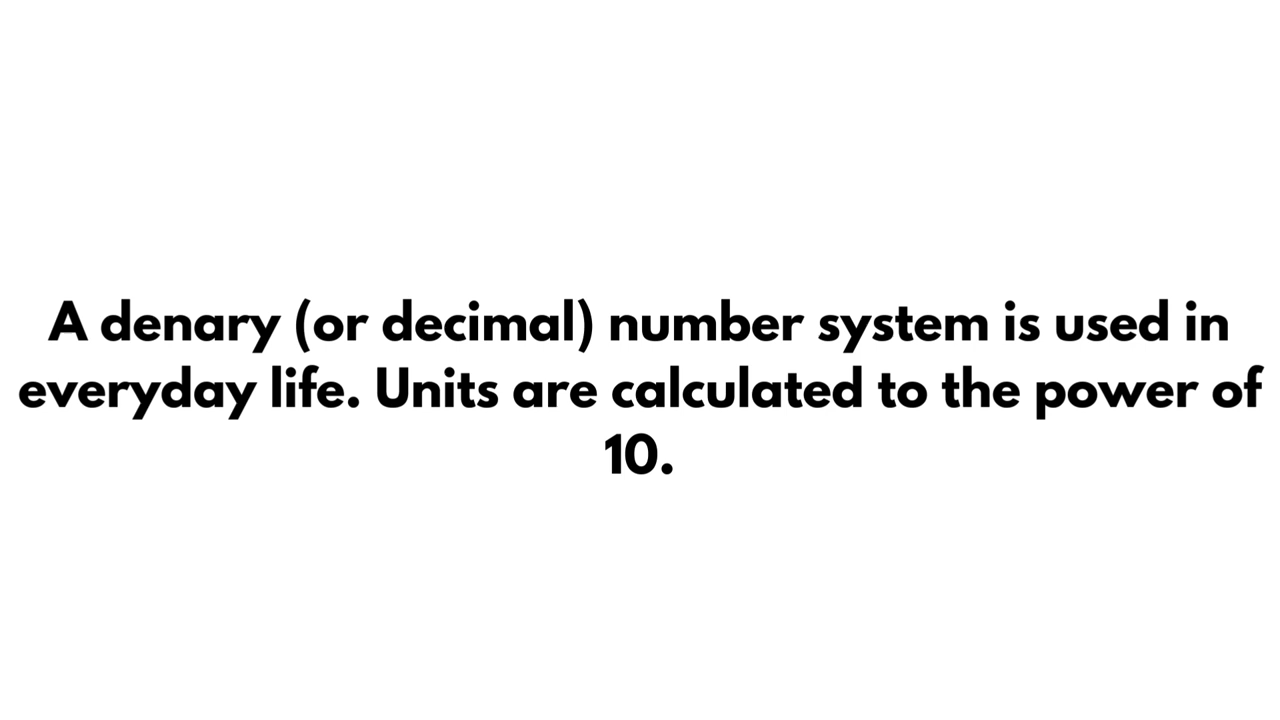 A denary (or decimal) number system is used in
everyday life. Units are calculated to the power of
10.